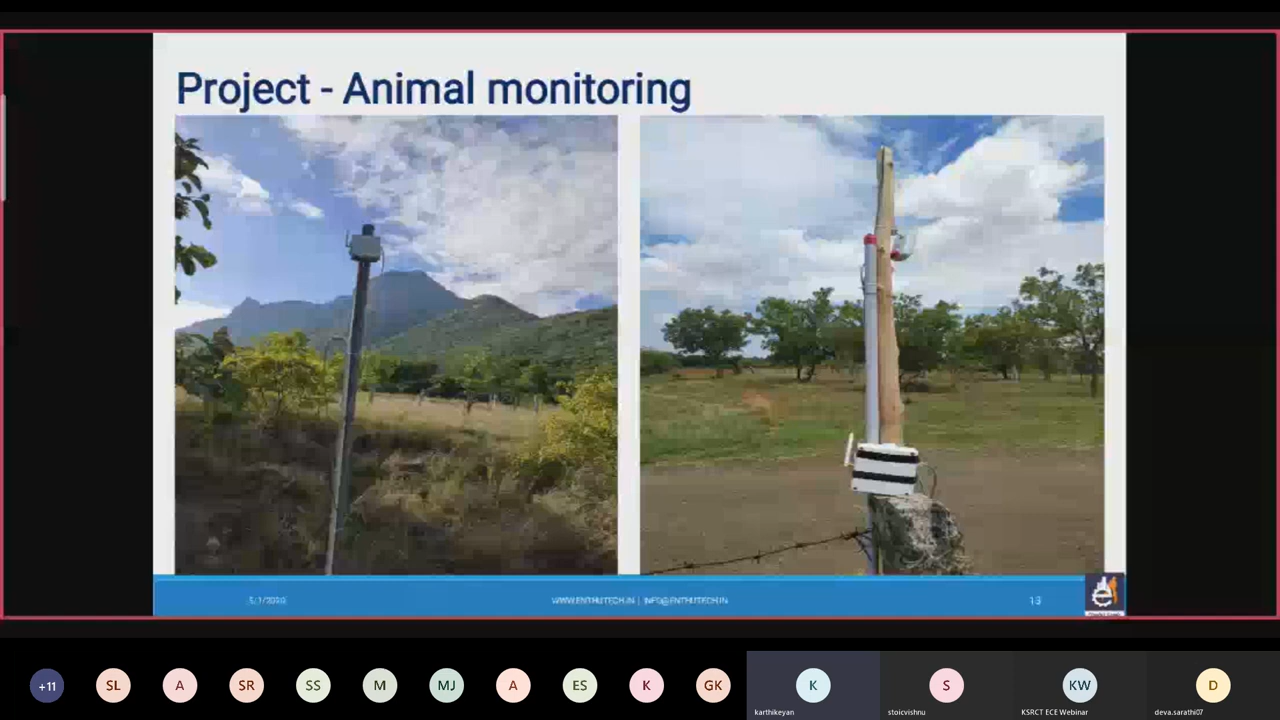 Project - Animal monitoring
WWW.ENTHUTECH.IN | INFO@ENTHUTECH.IN
13
+11
SL
A
SR
SS
M
MJ
A
ES
K
GK
K
S
KW
D
karthikeyan
stoicvishnu
KSRCT ECE Webinar
deva.sarathi07